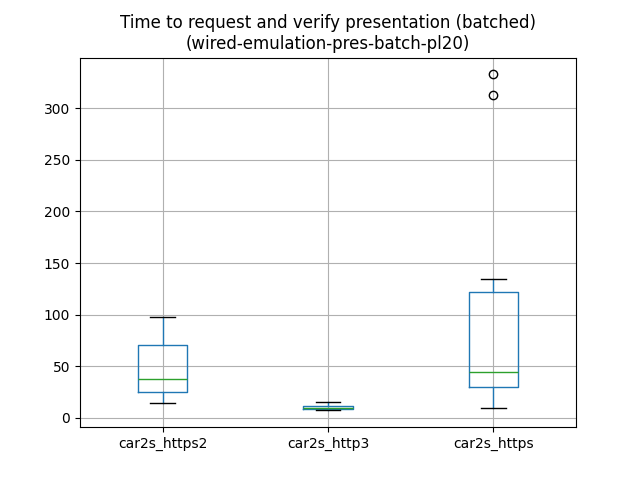 Time to request and verify presentation (batched)
(wired-emulation-pres-batch-pl20)
300
250
200
150
100
50
0
car2s_https2 car2s_http3 car2s_https